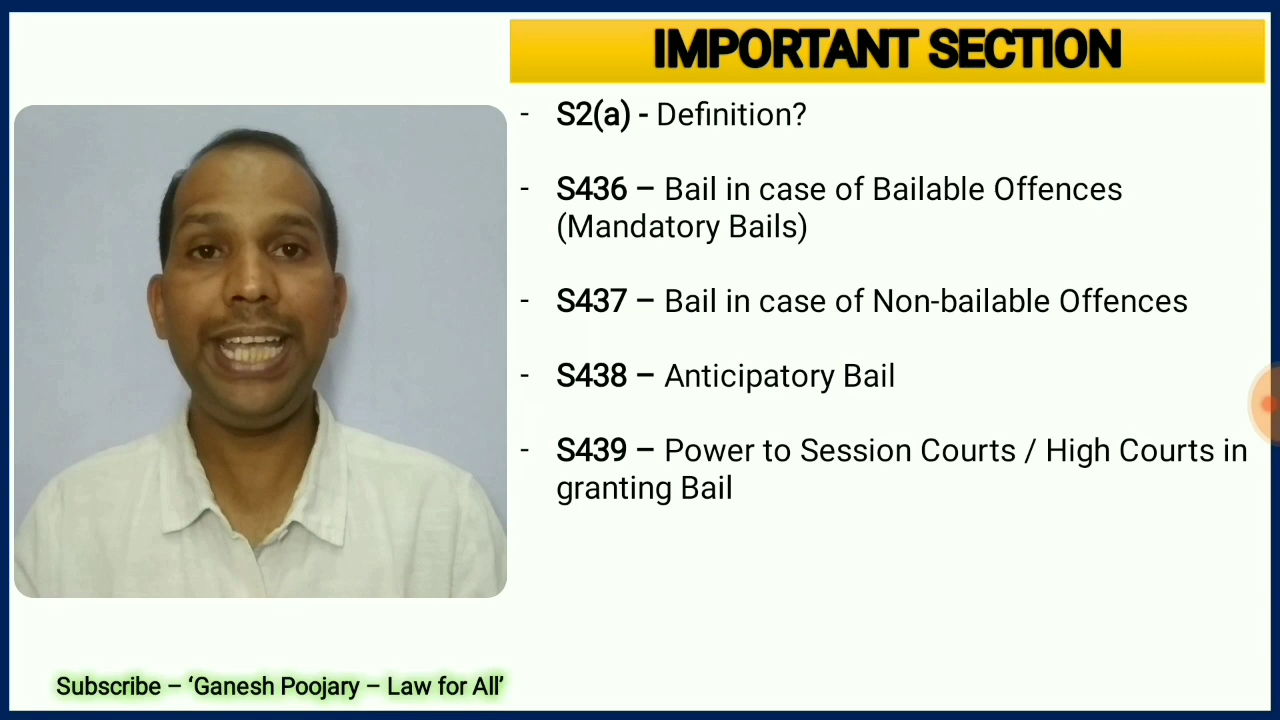 IMPORTANT SECTION
- S2(a) - Definition?
- S436 – Bail in case of Bailable Offences
(Mandatory Bails)
- S437 – Bail in case of Non-bailable Offences
- S438 – Anticipatory Bail
- S439 – Power to Session Courts / High Courts in
granting Bail
Subscribe – ‘Ganesh Poojary – Law for All’